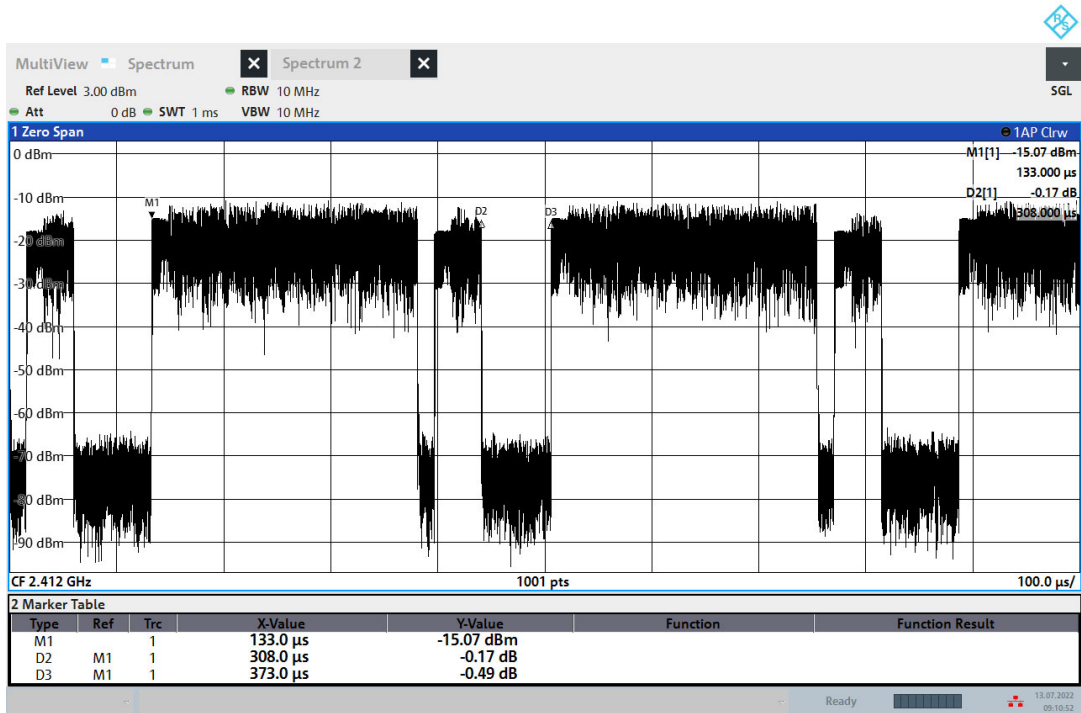 R&S
MultiView Spectrum X Spectrum 2 X
Ref Level 3.00 dBm RBW 10 MHz SGL
Att 0 dB SWT 1 ms VBW 10 MHz
1 Zero Span 1AP Clrw
0 dBm M1[1] -15.07 dBm
133.000 µs
-10 dBm D2[1] -0.17 dB
M1 D2 D3 308.000 µs
-20 dBm
-30 dBm
-40 dBm
-50 dBm
-60 dBm
-70 dBm
-80 dBm
-90 dBm
CF 2.412 GHz 1001 pts 100.0 µs/
2 Marker Table
Type Ref Trc X-Value Y-Value Function Function Result
M1 1 133.0 µs -15.07 dBm
D2 M1 1 308.0 µs -0.17 dB
D3 M1 1 373.0 µs -0.49 dB
Ready 13.07.2022
09:10:52